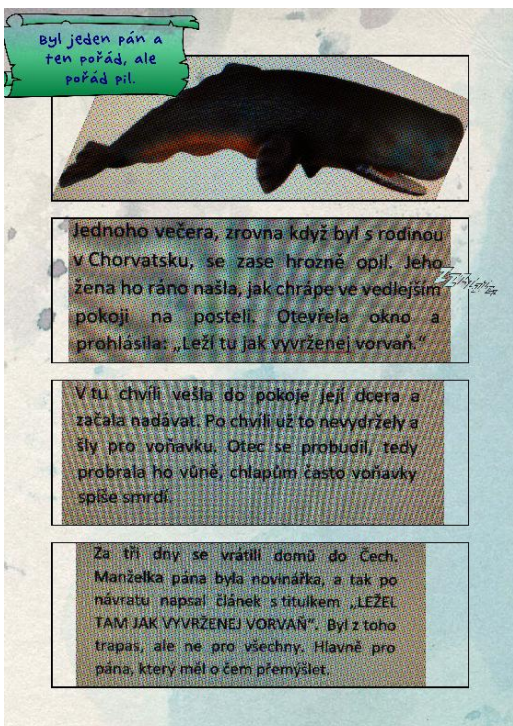 Byl jeden pán a
ten pořád, ale
pořád pil.
Jednoho večera, zrovna když byl s rodinou
v Chorvatsku, se zase hrozně opil. Jeho
žena ho ráno našla, jak chrápe ve vedlejším
pokoji na posteli. Otevřela okno a
prohlásila: „Leží tu jak vyvrženej vorvaň.“
V tu chvíli vešla do pokoje její dcera a
začala nadávat. Po chvíli už to nevydržely a
šly pro voňavku. Otec se probudil, tedy
probrala ho vůně, chlapům často voňavky
spíše smrdí.
Za tři dny se vrátili domů do Čech.
Manželka pána byla novinářka, a tak po
návratu napsal článek s titulkem „LEŽEL
TAM JAK VYVRŽENEJ VORVAŇ“. Byl z toho
trapas, ale ne pro všechny. Hlavně pro
pána, který měl o čem přemýšlet.